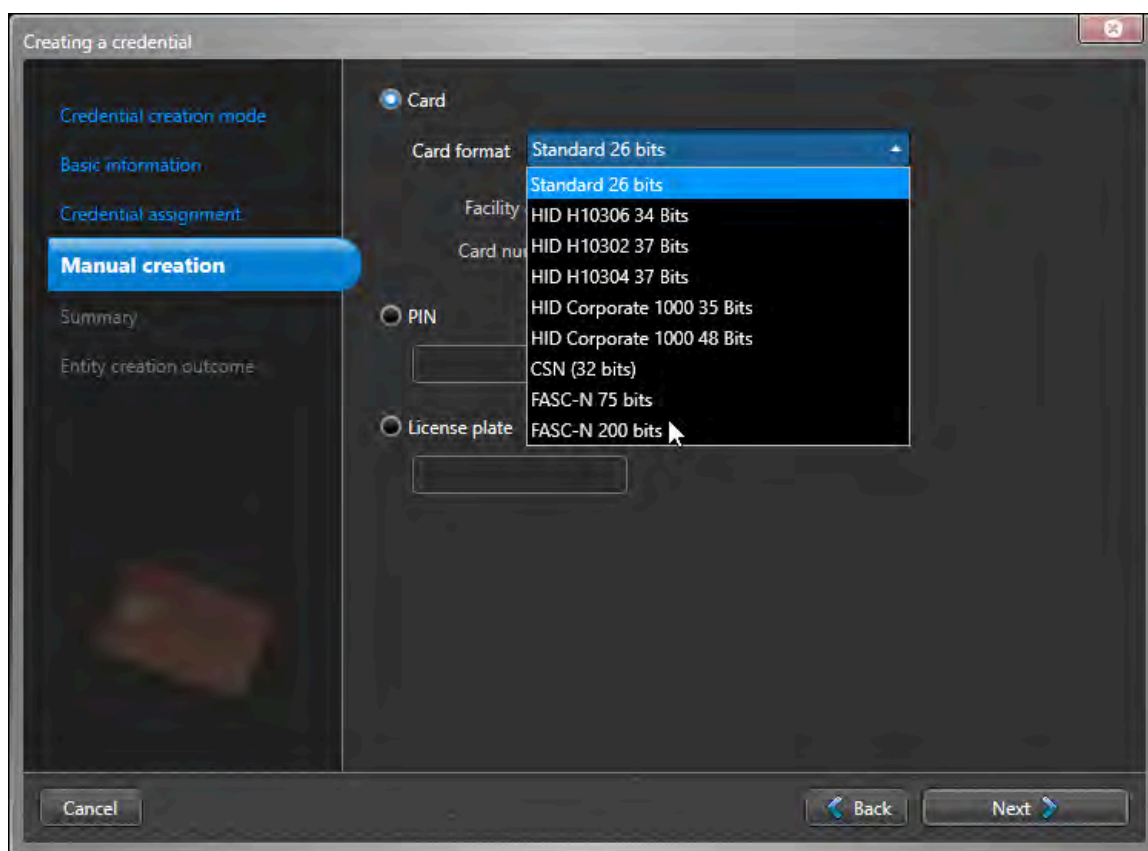 Creating a credential
Credential creation mode
Basic information
Credential assignment
Manual creation
Summary
Entity creation outcome
Card
Card format Standard 26 bits
Standard 26 bits
Facility
HID H10306 34 Bits
Card nu
HID H10302 37 Bits
HID H10304 37 Bits
HID Corporate 1000 35 Bits
HID Corporate 1000 48 Bits
CSN (32 bits)
FASC-N 75 bits
FASC-N 200 bits
PIN
License plate
Cancel
Back
Next